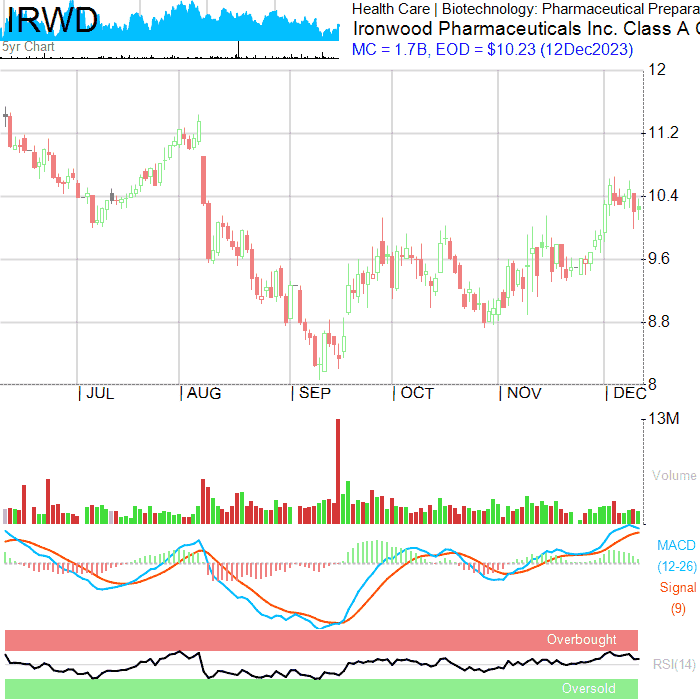 IRWD
5yr Chart
Health Care | Biotechnology: Pharmaceutical Prepara
Ironwood Pharmaceuticals Inc. Class A
MC = 1.7B, EOD = $10.23 (12Dec2023)
12
11.2
10.4
9.6
8.8
8
JUL AUG SEP OCT NOV DEC
13M
Volume
MACD
(12-26)
Signal
(9)
Overbought
RSI(14)
Oversold